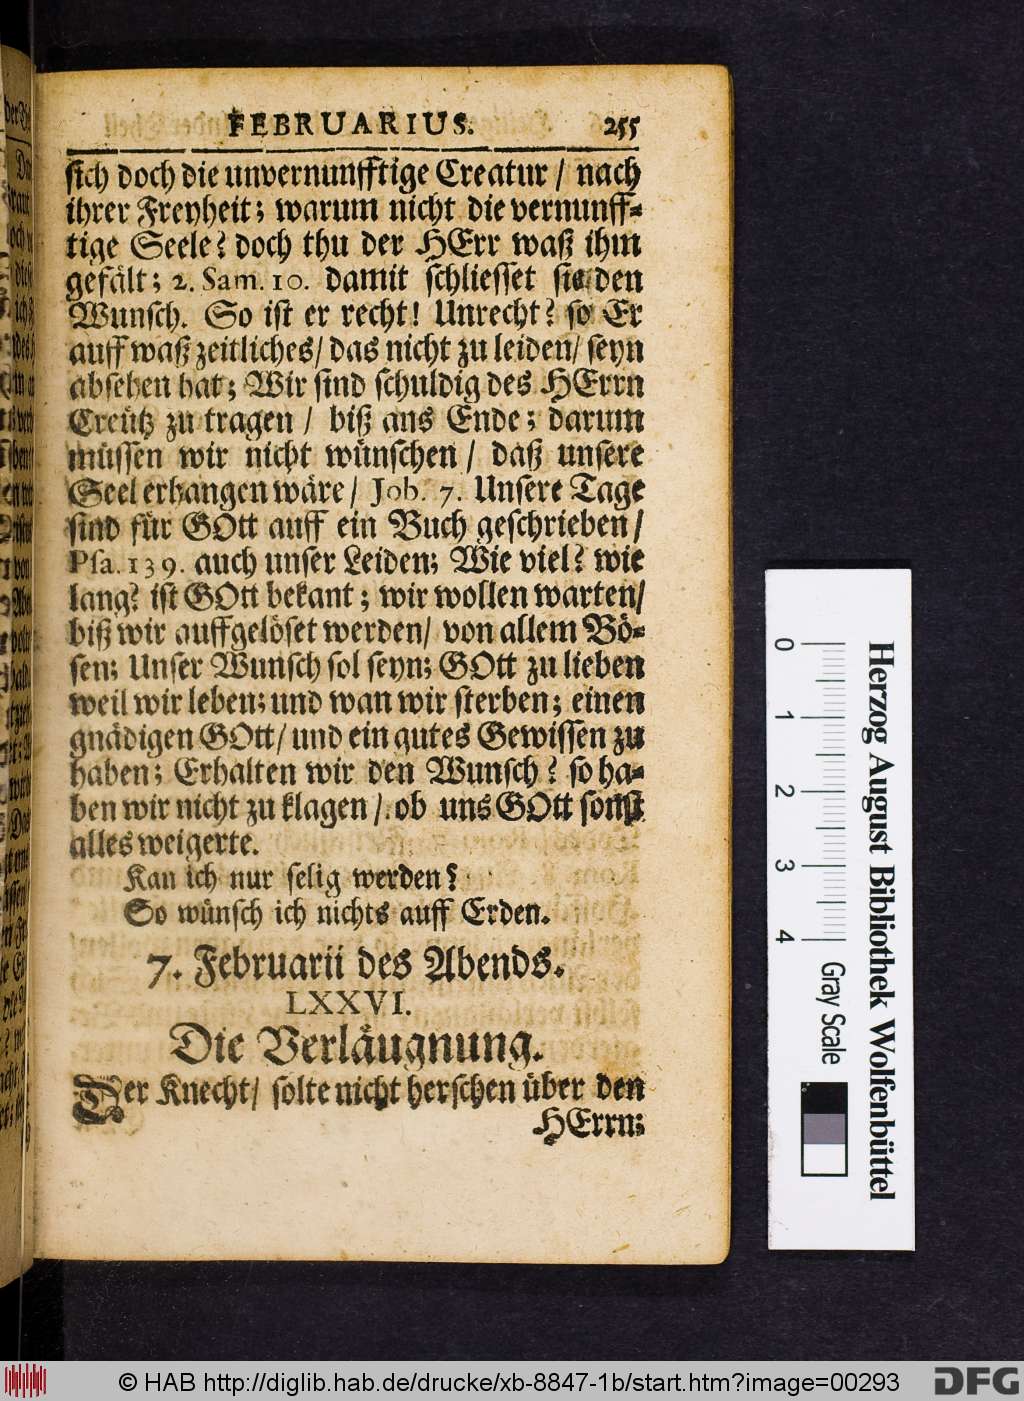 FEBRUARIUS. 255
sich doch die unvernunfftige Creatur / nach
ihrer Freyheit; warum nicht die vernunff-
tige Seele? doch thu der HErr waß ihm
gefält; 2. Sam. 10. damit schliesset sie den
Wunsch. So ist er recht! Unrecht? so Er
auff waß zeitliches / das nicht zu leiden / seyn
absehen hat; Wir sind schuldig des HErrn
Creütz zu tragen / biß ans Ende; darum
müssen wir nicht wünschen / daß unsere
Seel erhangen wäre / Job. 7. Unsere Tage
sind für GOtt auff ein Buch geschrieben /
Psa. 139. auch unser Leiden; Wie viel? wie
lang? ist GOtt bekant; wir wollen warten /
biß wir auffgelöset werden / von allem Bö-
sen; Unser Wunsch sol seyn; GOtt zu lieben
weil wir leben; und wan wir sterben; einen
gnädigen GOtt / und ein gutes Gewissen zu
haben; Erhalten wir den Wunsch? so ha-
ben wir nicht zu klagen / ob uns GOtt sonst
alles weigerte.
Kan ich nur selig werden?
So wünsch ich nichts auff Erden.
7. Februarii des Abends.
LXXVI.
Die Verläugnung.
Der Knecht / solte nicht herschen über den
HErrn;
0 1 2 3 4
Gray Scale
Herzog August Bibliothek Wolfenbüttel
© HAB http://diglib.hab.de/drucke/xb-8847-1b/start.htm?image=00293
DFG